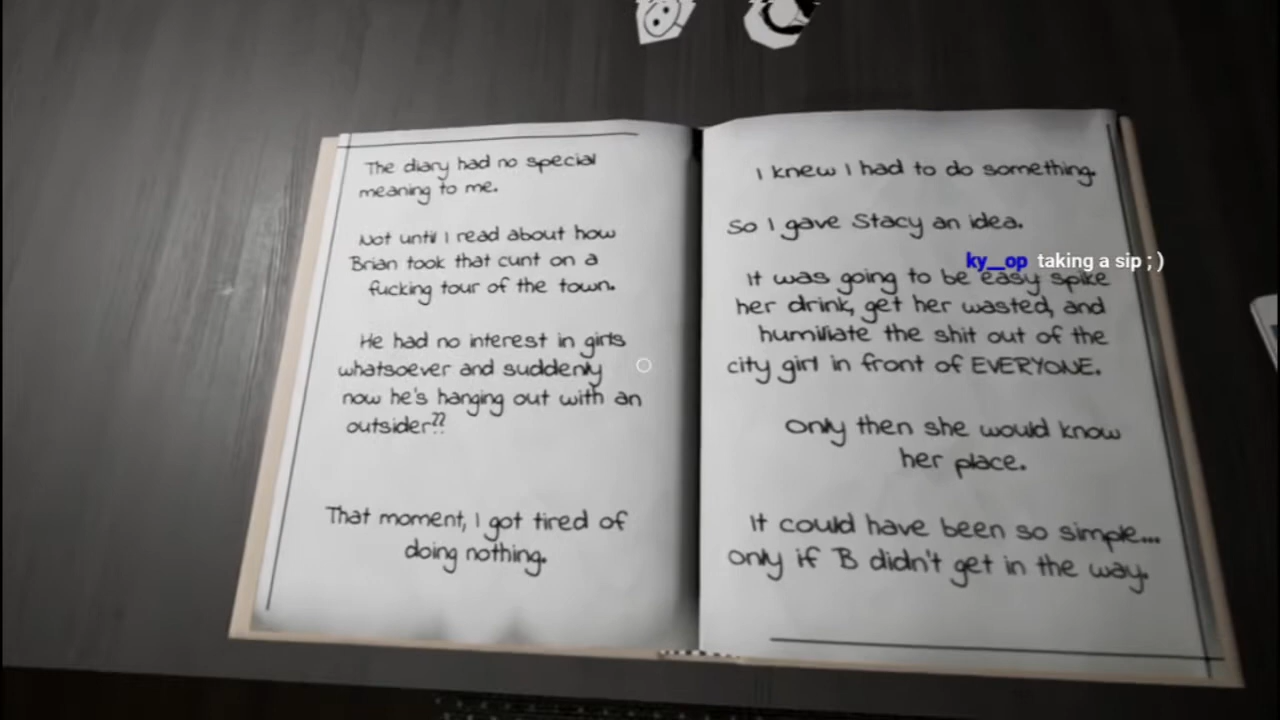 The diary had no special
meaning to me.
Not until I read about how
Brian took that cunt on a
fucking tour of the town.
He had no interest in girls
whatsoever and suddenly
now he's hanging out with an
outsider??
That moment, I got tired of
doing nothing.
I knew I had to do something.
So I gave Stacy an idea.
ky__op taking a sip ; )
It was going to be easy spike
her drink, get her wasted, and
humiliate the shit out of the
city girl in front of EVERYONE.
Only then she would know
her place.
It could have been so simple...
only if B didn't get in the way.